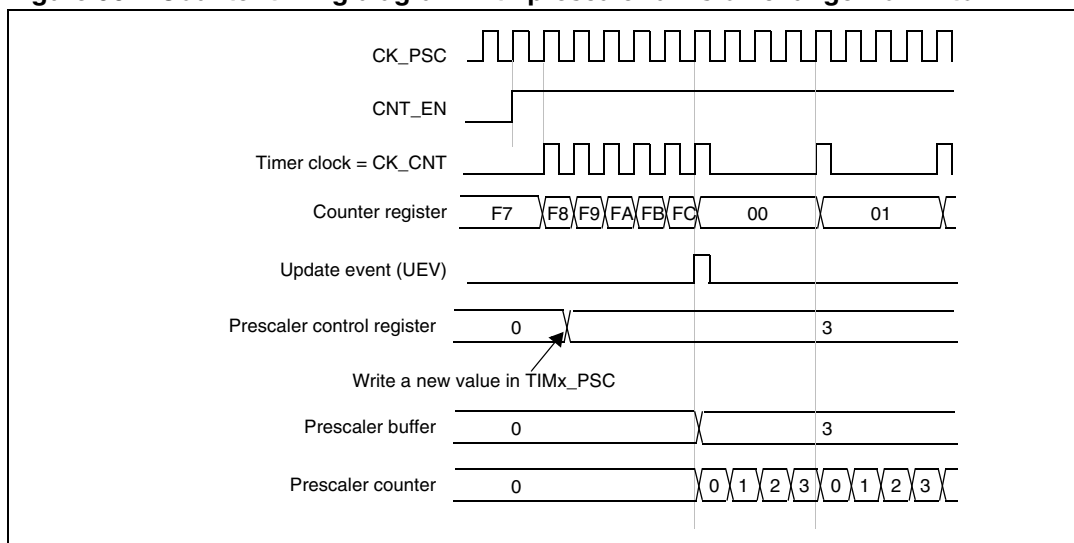 CK_PSC
CNT_EN
Timer clock = CK_CNT
Counter register F7 F8 F9 FA FB FC 00 01
Update event (UEV)
Prescaler control register 0 3
Write a new value in TIMx_PSC
Prescaler buffer 0 3
Prescaler counter 0 0 1 2 3 0 1 2 3